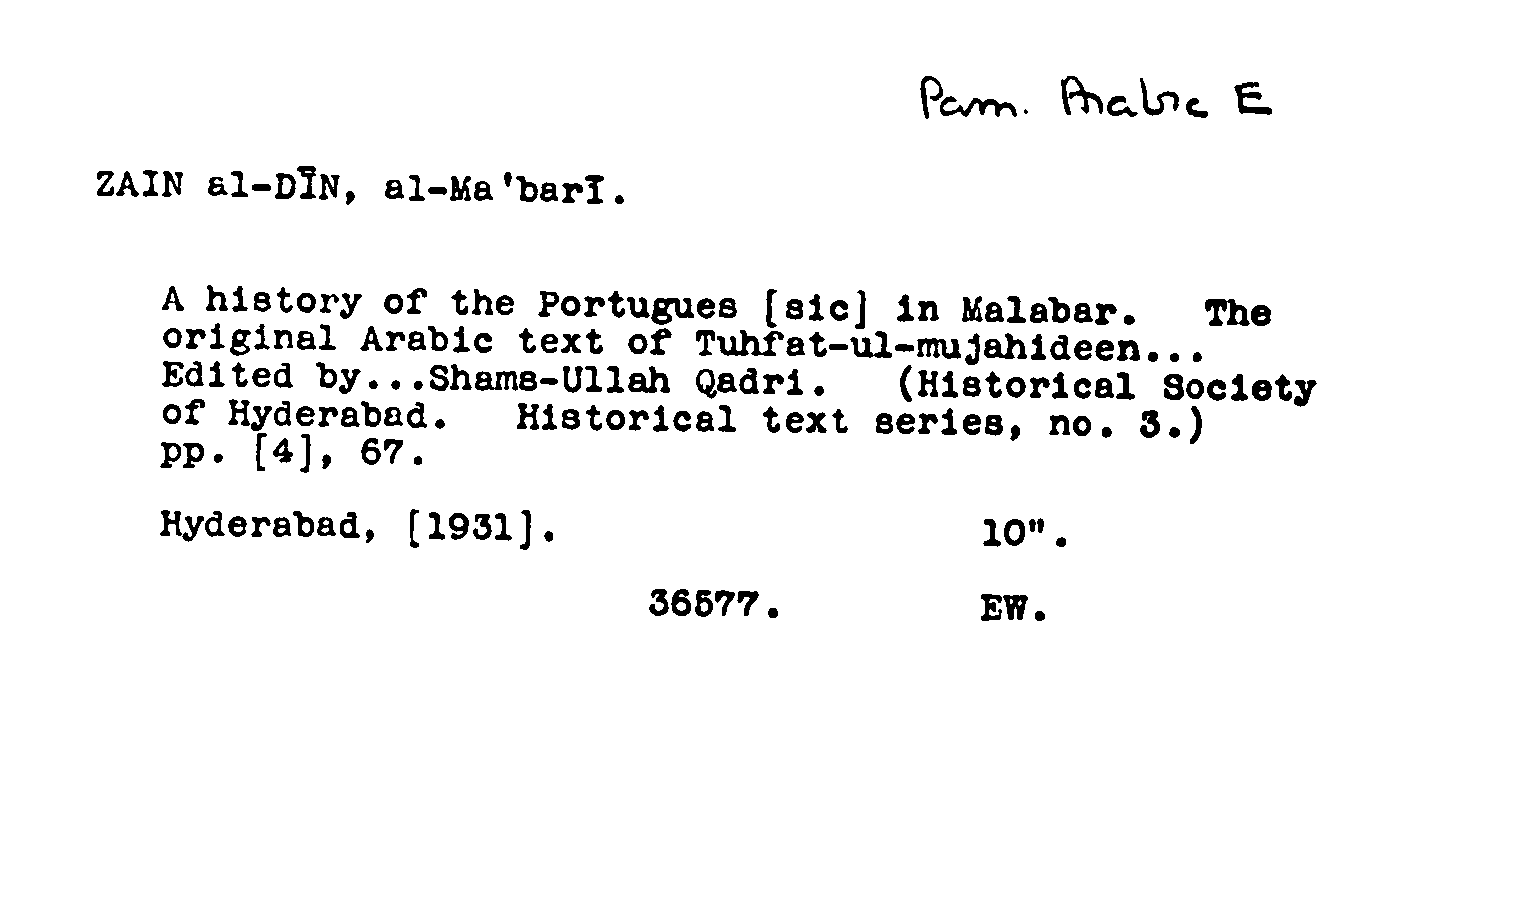 Pam. Arabic E
ZAIN al-DĪN, al-Ma'barī.
A history of the Portugues [sic] in Malabar. The
original Arabic text of Tuhfat-ul-mujahideen...
Edited by...Shams-Ullah Qadri. (Historical Society
of Hyderabad. Historical text series, no. 3.)
pp. [4], 67.
Hyderabad, [1931]. 10".
36577. EW.